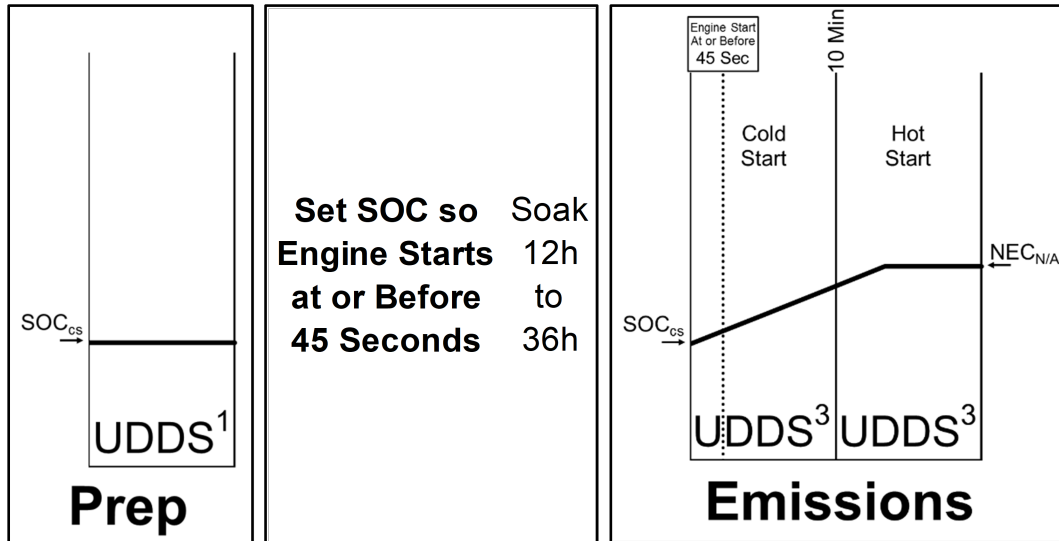 SOCcs
UDDS¹
Prep
Set SOC so
Engine Starts
at or Before
45 Seconds
Soak
12h
to
36h
Engine Start
At or Before
45 Sec
10 Min
Cold
Start
Hot
Start
NECN/A
SOCcs
UDDS³
UDDS³
Emissions